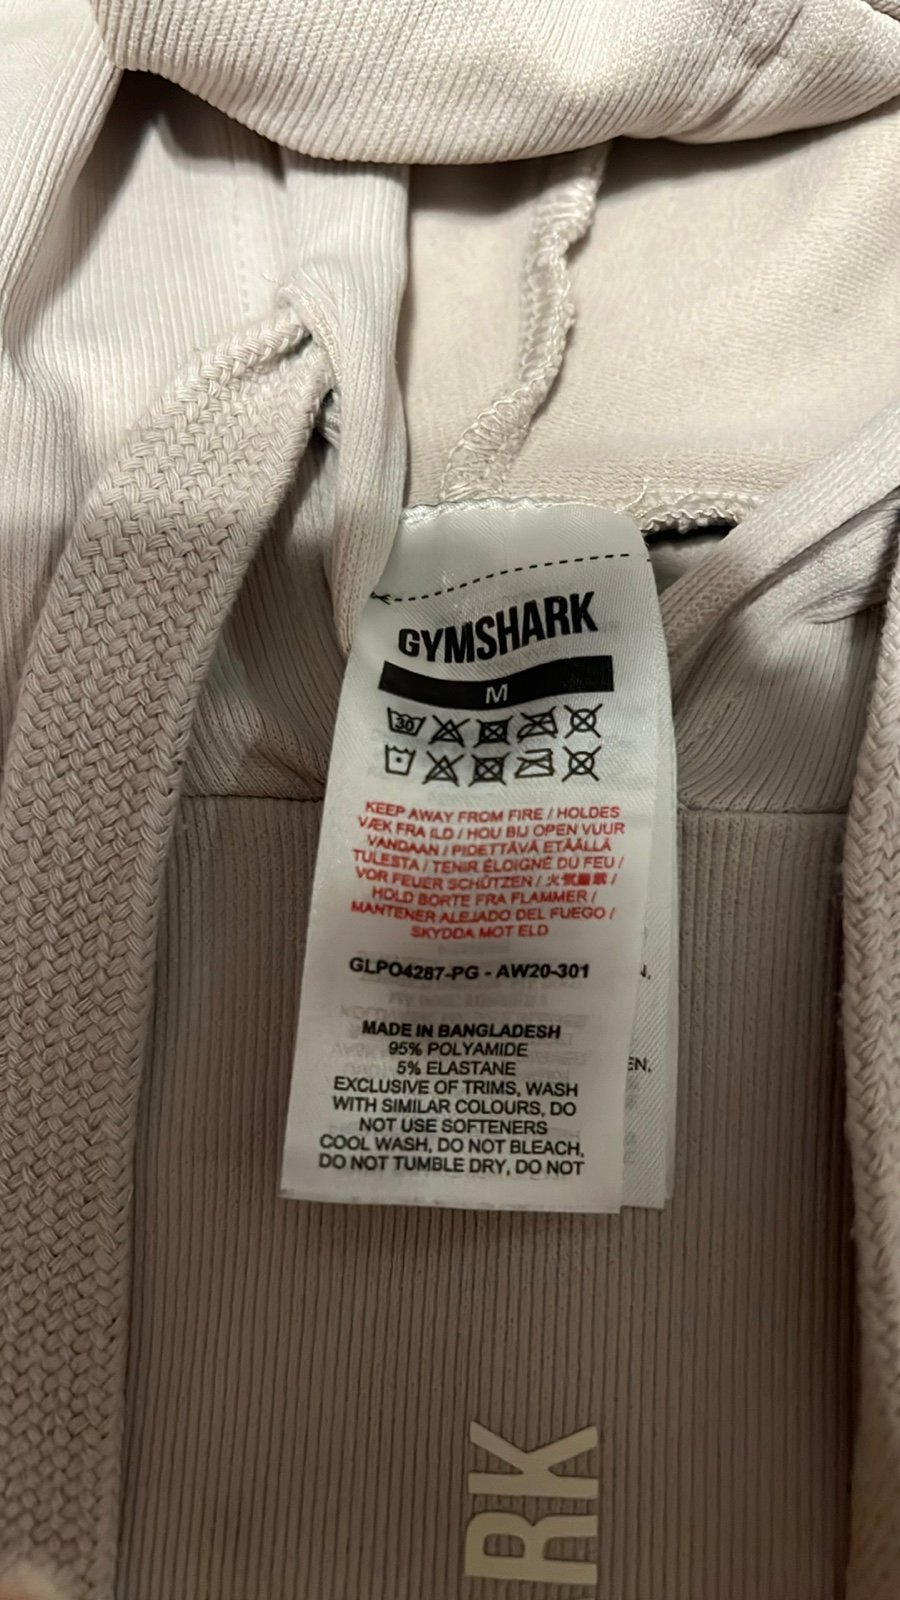 GYMSHARK
M
30
KEEP AWAY FROM FIRE / HOLDES
VÆK FRA ILD / HOU BIJ OPEN VUUR
VANDAAN / PIDETTÄVÄ ETÄÄLLÄ
TULESTA / TENIR ÉLOIGNÉ DU FEU /
VOR FEUER SCHÜTZEN / 火気厳禁 /
HOLD BORTE FRA FLAMMER /
MANTENER ALEJADO DEL FUEGO /
SKYDDA MOT ELD
GLPO4287-PG - AW20-301
MADE IN BANGLADESH
95% POLYAMIDE
5% ELASTANE
EXCLUSIVE OF TRIMS, WASH
WITH SIMILAR COLOURS, DO
NOT USE SOFTENERS
COOL WASH, DO NOT BLEACH,
DO NOT TUMBLE DRY, DO NOT
N,
EN,
RK